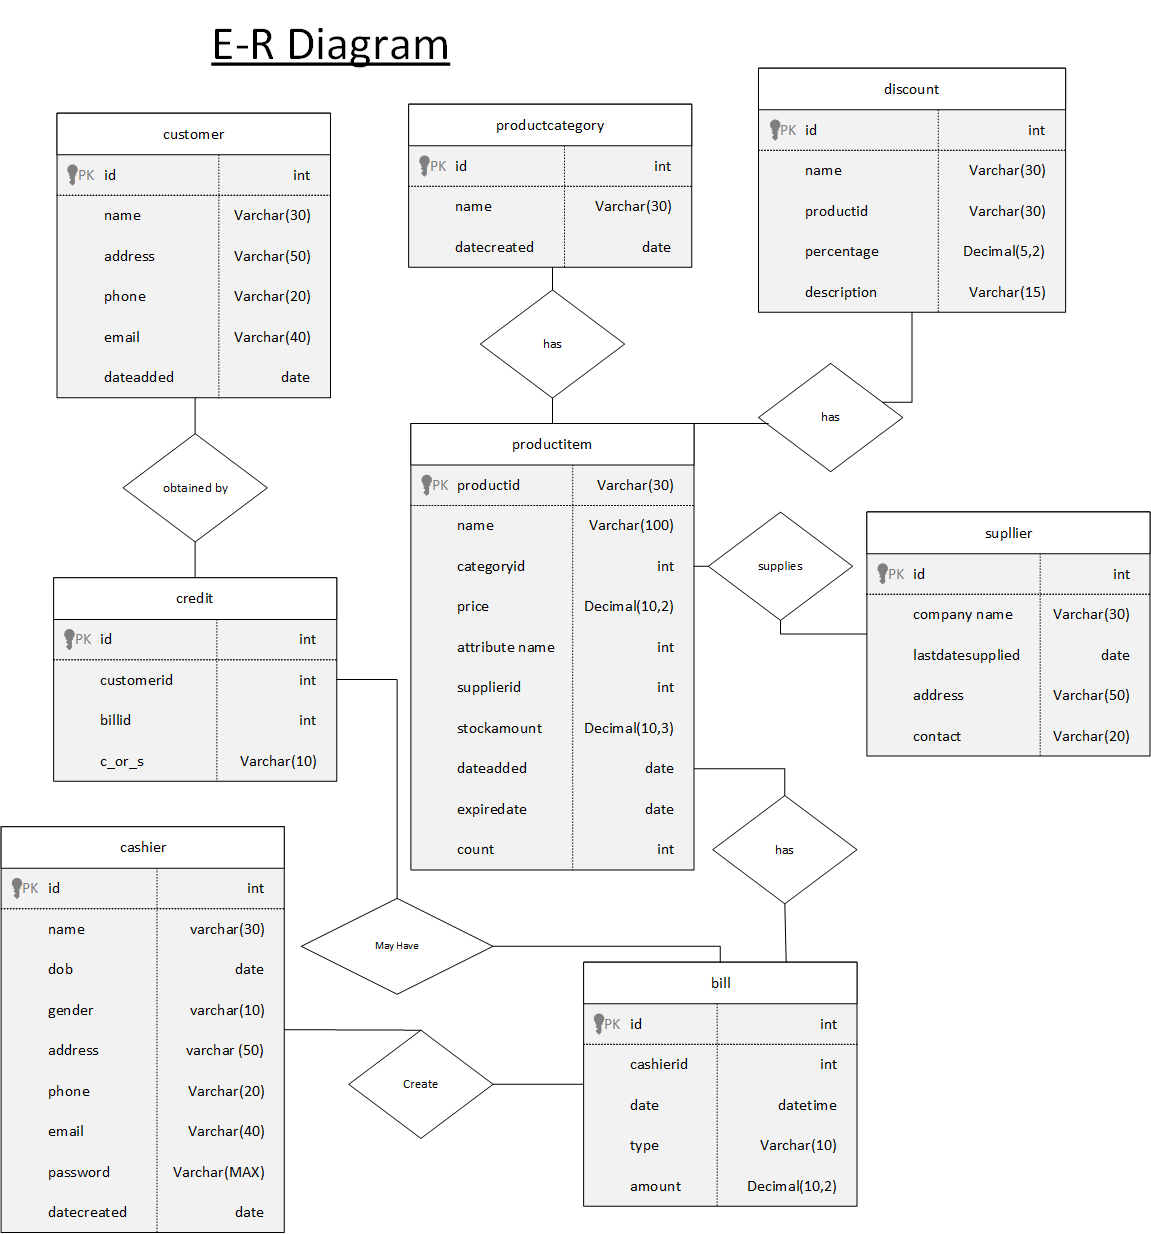 E-R Diagram
customer
PK id int
name Varchar(30)
address Varchar(50)
phone Varchar(20)
email Varchar(40)
dateadded date
productcategory
PK id int
name Varchar(30)
datecreated date
discount
PK id int
name Varchar(30)
productid Varchar(30)
percentage Decimal(5,2)
description Varchar(15)
has
has
obtained by
productitem
PK productid Varchar(30)
name Varchar(100)
categoryid int
price Decimal(10,2)
attribute name int
supplierid int
stockamount Decimal(10,3)
dateadded date
expiredate date
count int
supplies
supllier
PK id int
company name Varchar(30)
lastdatesupplied date
address Varchar(50)
contact Varchar(20)
credit
PK id int
customerid int
billid int
c_or_s Varchar(10)
has
cashier
PK id int
name varchar(30)
dob date
gender varchar(10)
address varchar (50)
phone Varchar(20)
email Varchar(40)
password Varchar(MAX)
datecreated date
May Have
Create
bill
PK id int
cashierid int
date datetime
type Varchar(10)
amount Decimal(10,2)